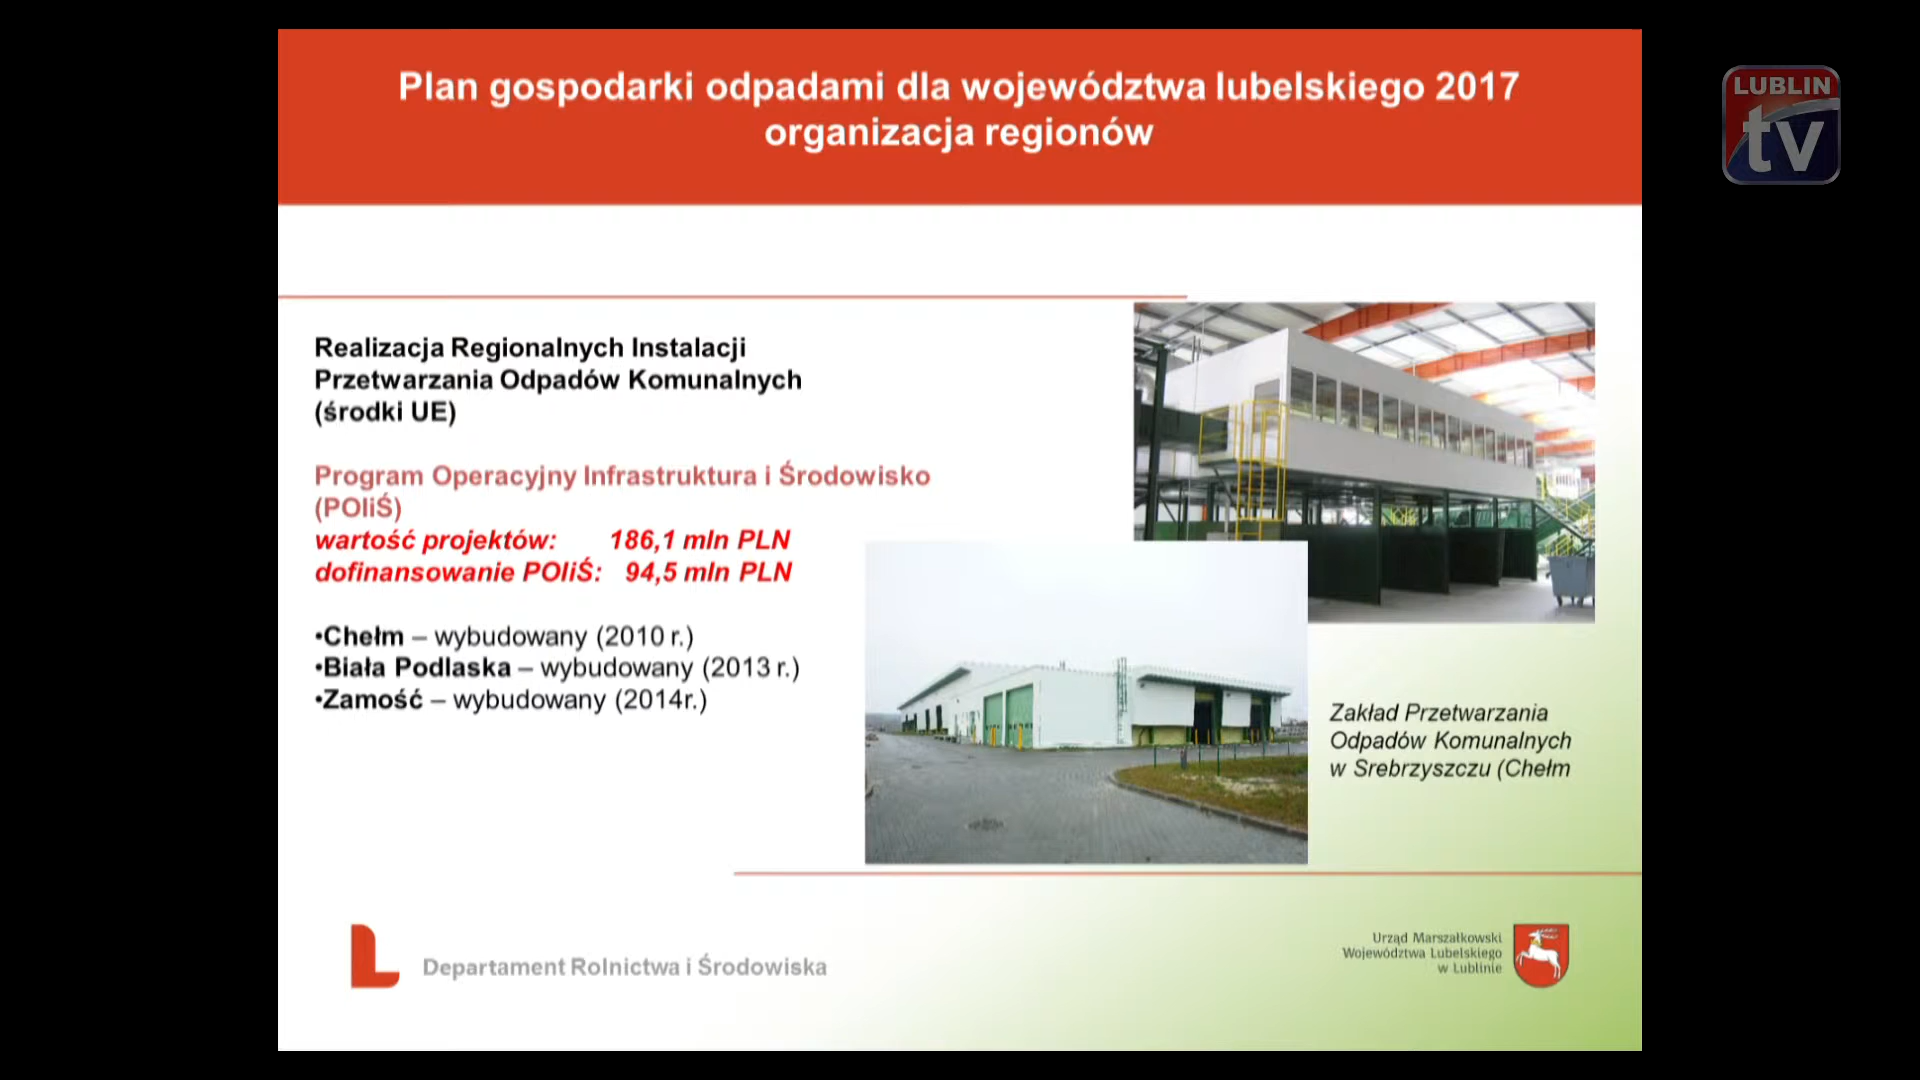 Plan gospodarki odpadami dla województwa lubelskiego 2017
organizacja regionów
LUBLIN
tv
Realizacja Regionalnych Instalacji
Przetwarzania Odpadów Komunalnych
(środki UE)
Program Operacyjny Infrastruktura i Środowisko
(POIiŚ)
wartość projektów: 186,1 mln PLN
dofinansowanie POIiŚ: 94,5 mln PLN
•Chełm – wybudowany (2010 r.)
•Biała Podlaska – wybudowany (2013 r.)
•Zamość – wybudowany (2014r.)
Zakład Przetwarzania
Odpadów Komunalnych
w Srebrzyszczu (Chełm
Departament Rolnictwa i Środowiska
Urząd Marszałkowski
Województwa Lubelskiego
w Lublinie